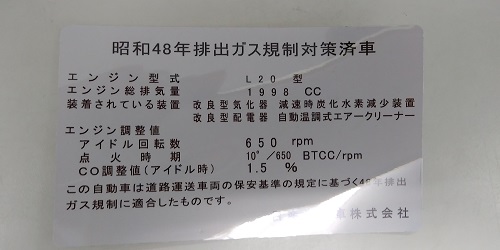 昭和48年排出ガス規制対策済車
エンジン型式 L20 型
エンジン総排気量 1998 CC
装着されている装置 改良型気化器 減速時炭化水素減少装置
改良型配電器 自動温調式エアークリーナー
エンジン調整値
アイドル回転数 650 rpm
点火時期 10°/650 BTCC/rpm
CO調整値(アイドル時) 1.5 %
この自動車は道路運送車両の保安基準の規定に基づく48年排出
ガス規制に適合したものです。
車株式会社